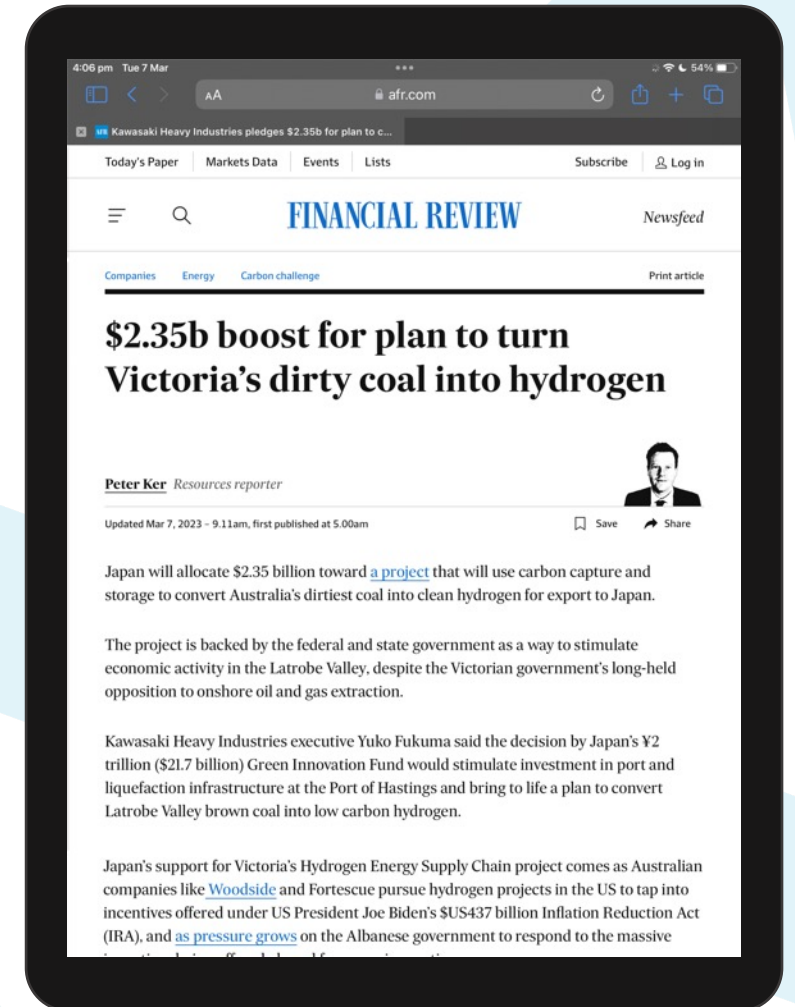 4:06 pm Tue 7 Mar
54%
AA
afr.com
Kawasaki Heavy Industries pledges $2.35b for plan to c...
Today's Paper Markets Data Events Lists Subscribe Log in
FINANCIAL REVIEW Newsfeed
Companies Energy Carbon challenge Print article
$2.35b boost for plan to turn
Victoria's dirty coal into hydrogen
Peter Ker Resources reporter
Updated Mar 7, 2023 – 9.11am, first published at 5.00am Save Share
Japan will allocate $2.35 billion toward a project that will use carbon capture and
storage to convert Australia's dirtiest coal into clean hydrogen for export to Japan.
The project is backed by the federal and state government as a way to stimulate
economic activity in the Latrobe Valley, despite the Victorian government's long-held
opposition to onshore oil and gas extraction.
Kawasaki Heavy Industries executive Yuko Fukuma said the decision by Japan's ¥2
trillion ($21.7 billion) Green Innovation Fund would stimulate investment in port and
liquefaction infrastructure at the Port of Hastings and bring to life a plan to convert
Latrobe Valley brown coal into low carbon hydrogen.
Japan's support for Victoria's Hydrogen Energy Supply Chain project comes as Australian
companies like Woodside and Fortescue pursue hydrogen projects in the US to tap into
incentives offered under US President Joe Biden's $US437 billion Inflation Reduction Act
(IRA), and as pressure grows on the Albanese government to respond to the massive